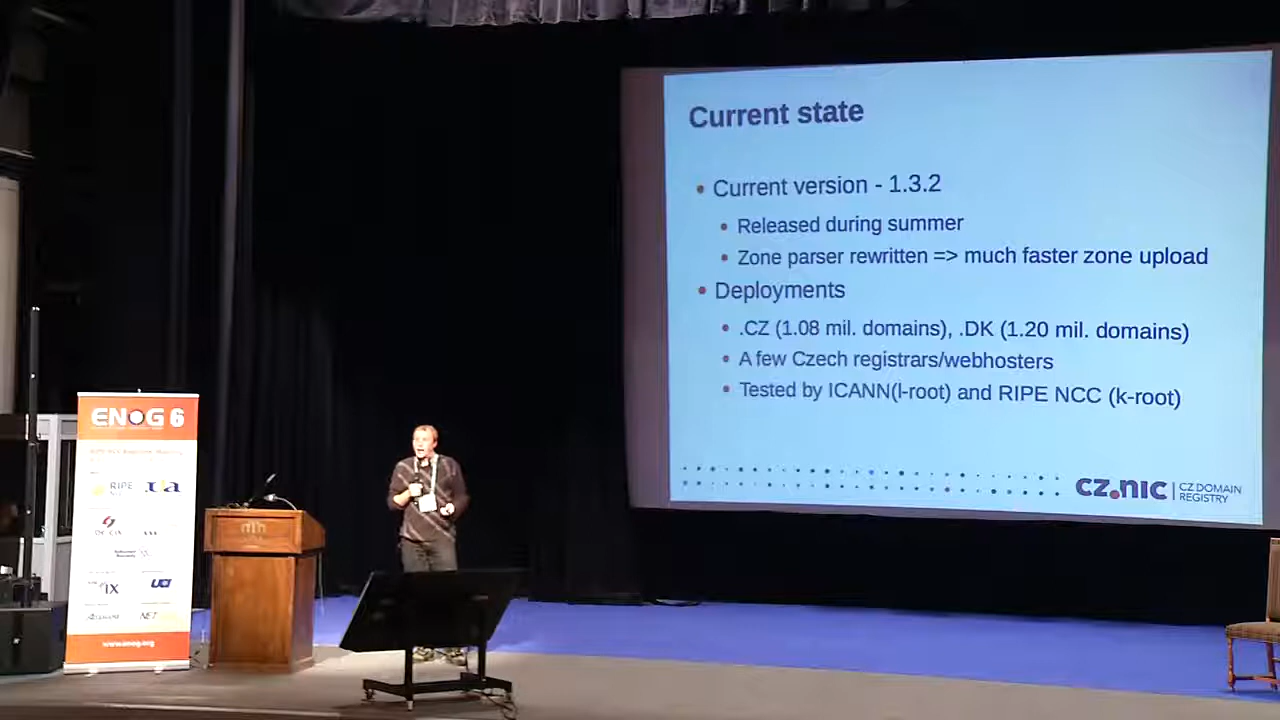 Current state
• Current version - 1.3.2
• Released during summer
• Zone parser rewritten => much faster zone upload
• Deployments
• .CZ (1.08 mil. domains), .DK (1.20 mil. domains)
• A few Czech registrars/webhosters
• Tested by ICANN(l-root) and RIPE NCC (k-root)
CZ.NIC | CZ DOMAIN
REGISTRY
ENOG 6
RIPE
IX
www.enog.org